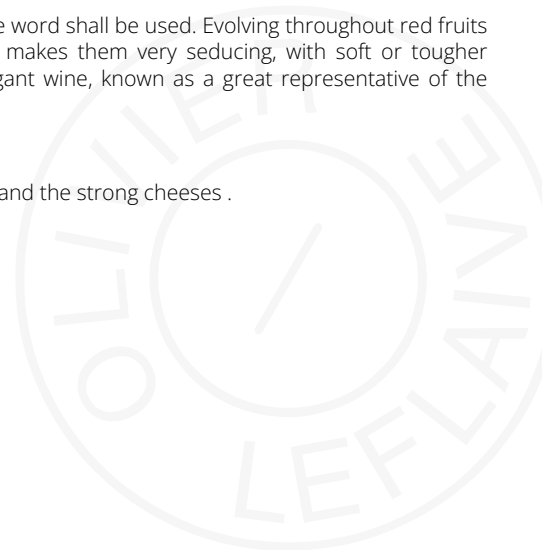 e word shall be used. Evolving throughout red fruits
makes them very seducing, with soft or tougher
gant wine, known as a great representative of the
and the strong cheeses .
OLIVIER LEFLAIVE